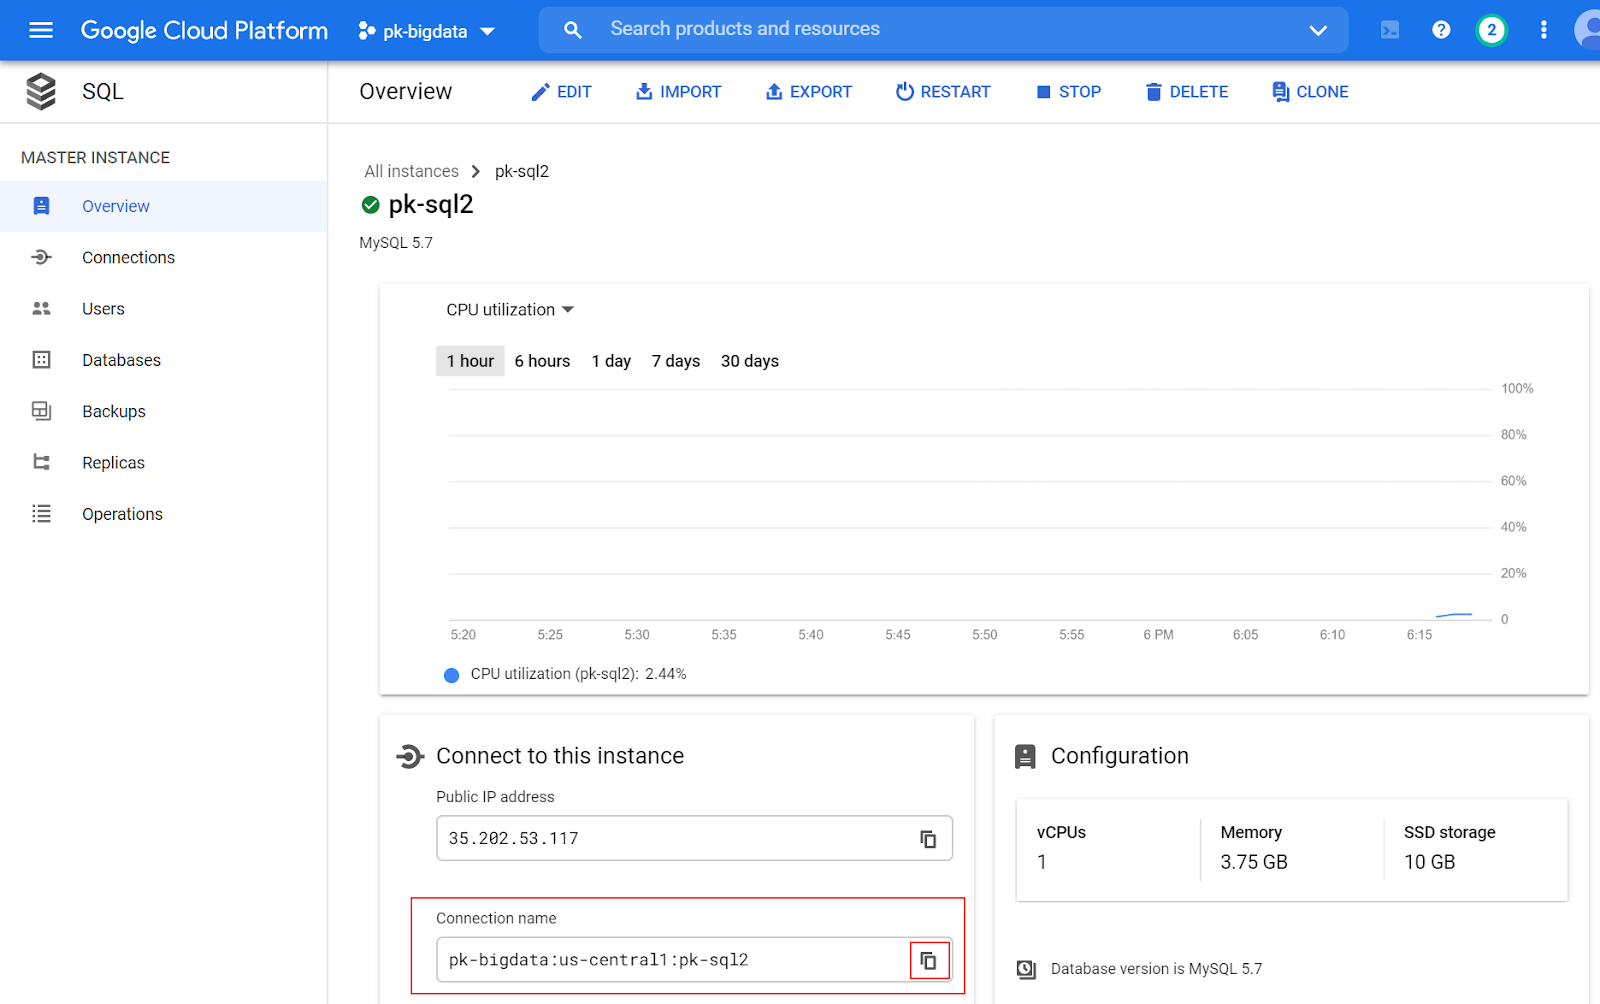 Google Cloud Platform
pk-bigdata
Search products and resources
?
2
SQL
Overview
EDIT
IMPORT
EXPORT
RESTART
STOP
DELETE
CLONE
MASTER INSTANCE
Overview
Connections
Users
Databases
Backups
Replicas
Operations
All instances
pk-sql2
pk-sql2
MySQL 5.7
CPU utilization
1 hour 6 hours 1 day 7 days 30 days
100%
80%
60%
40%
20%
0
5:20 5:25 5:30 5:35 5:40 5:45 5:50 5:55 6 PM 6:05 6:10 6:15
CPU utilization (pk-sql2): 2.44%
Connect to this instance
Public IP address
35.202.53.117
Connection name
pk-bigdata:us-central1:pk-sql2
Configuration
vCPUs Memory SSD storage
1 3.75 GB 10 GB
Database version is MySQL 5.7